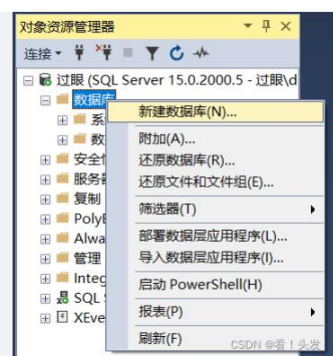 对象资源管理器
连接
过眼 (SQL Server 15.0.2000.5 - 过眼\d
数据库
新建数据库(N)...
系
数
附加(A)...
安全
还原数据库(R)...
服务器
还原文件和文件组(E)...
复制
PolyB
筛选器(T)
Alwa
部署数据层应用程序(L)...
管理
导入数据层应用程序(I)...
Integ
启动 PowerShell(H)
SQL S
报表(P)
XEve
刷新(F)
CSDN @看！头发